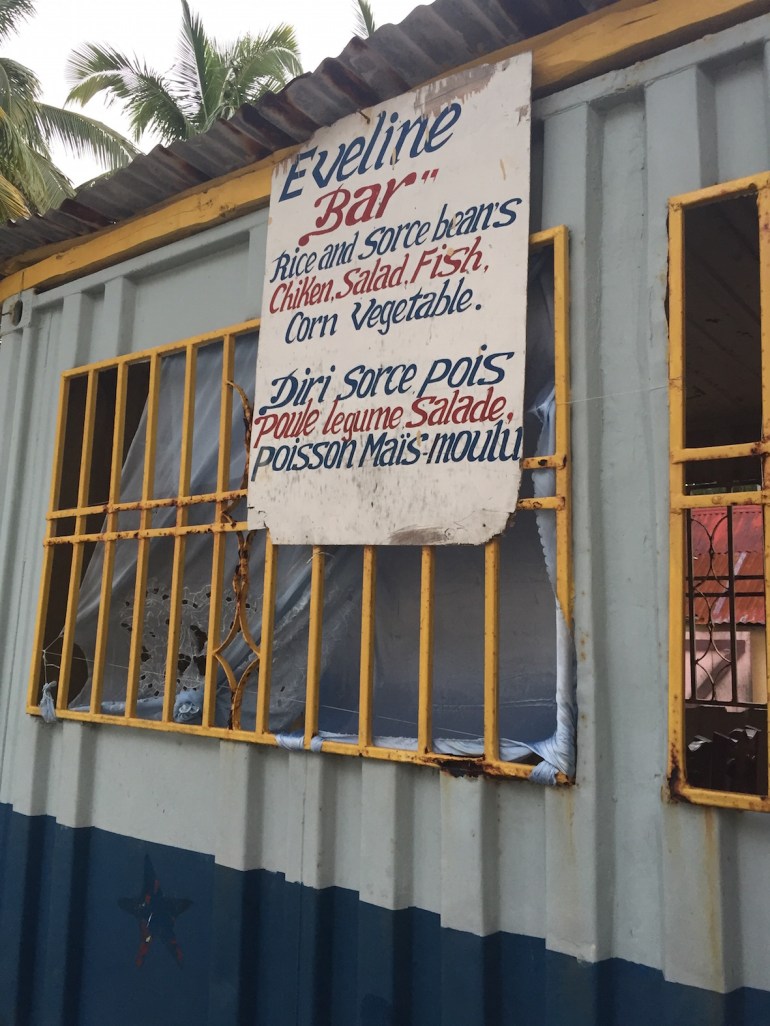 Eveline
Bar"
Rice and Sorce bean's
Chiken, Salad, Fish,
Corn Vegetable.
Diri Sorce pois
Poule legume Salade,
Poisson Maïs-moulu